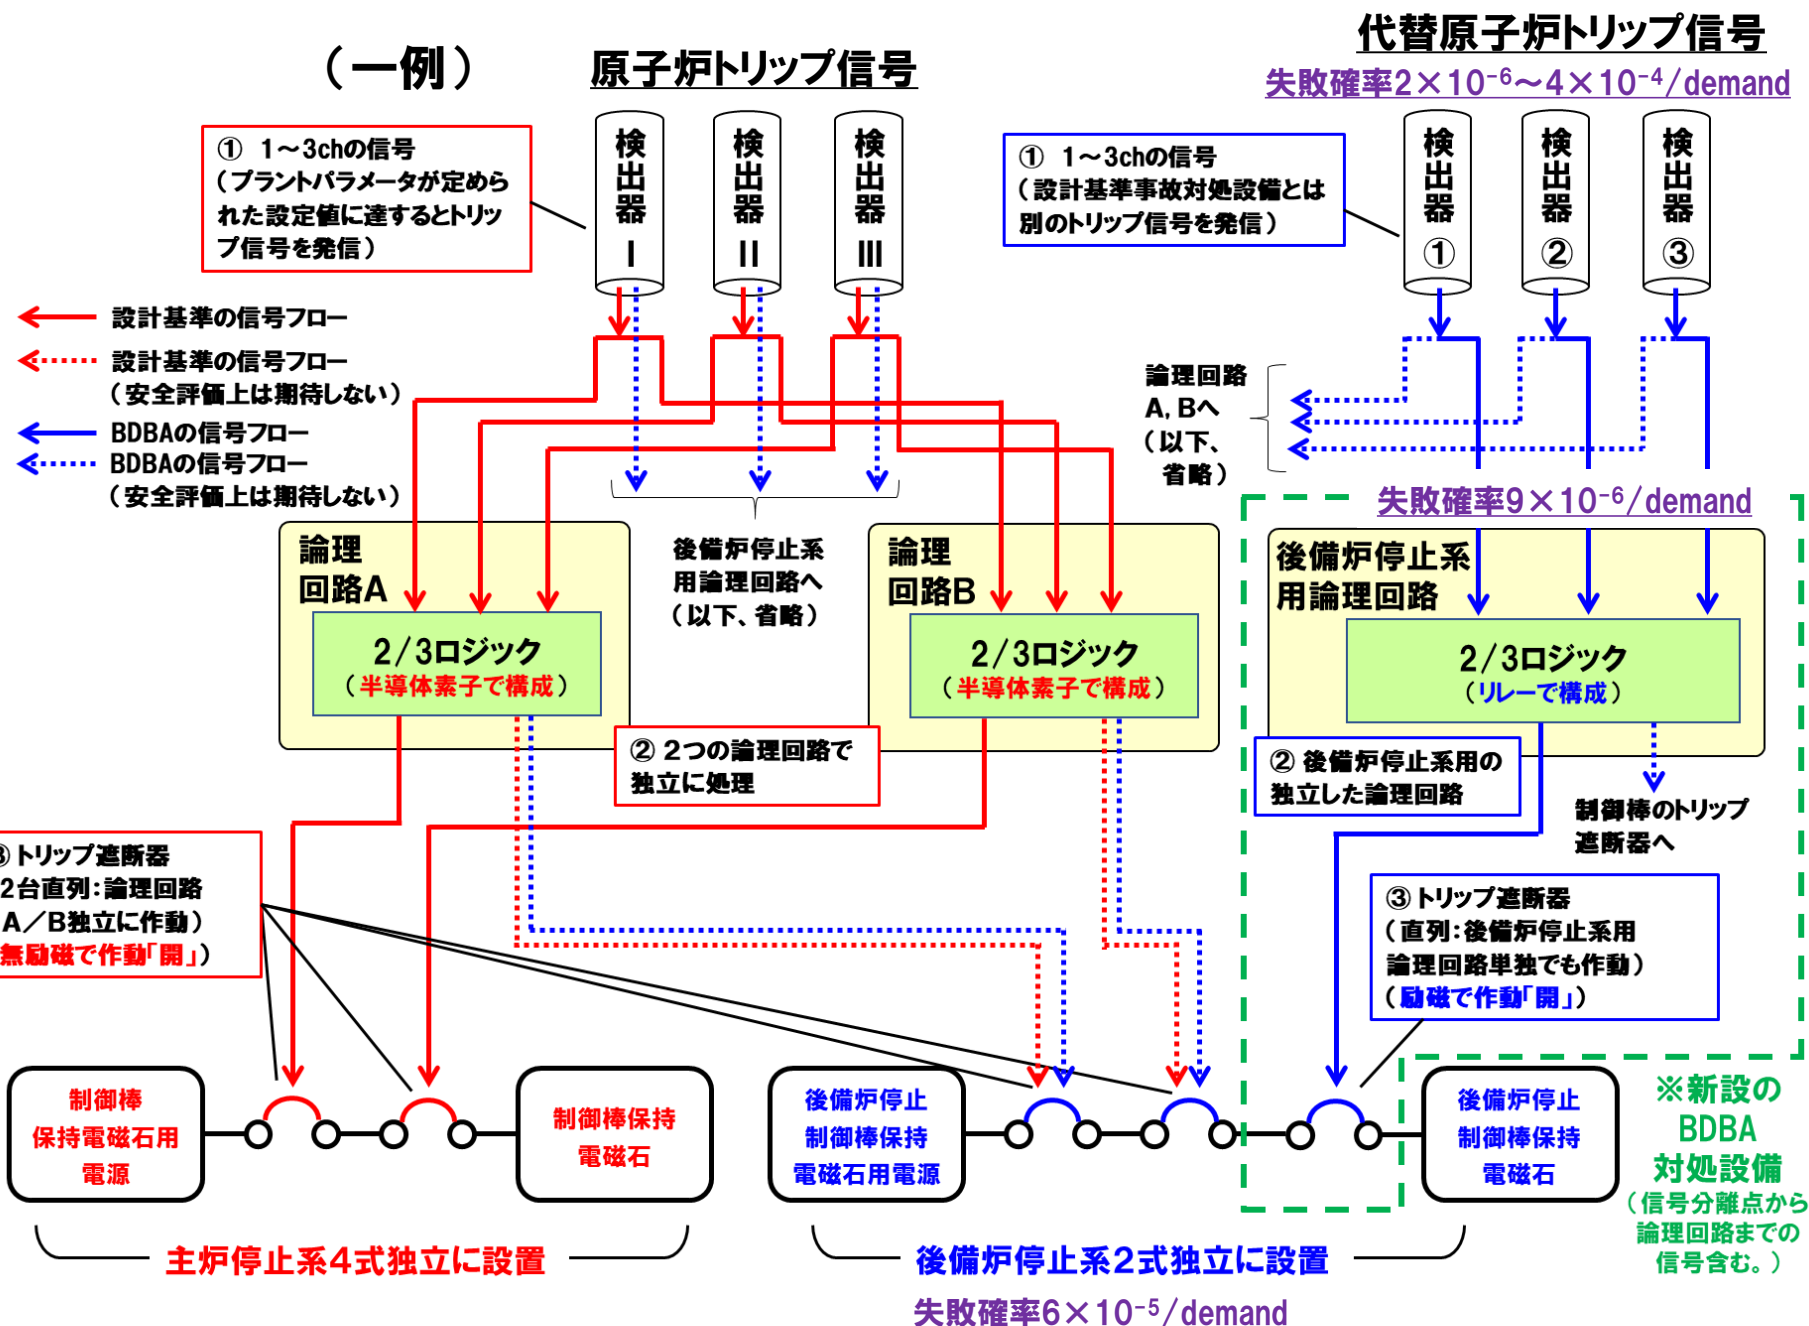 (一例)
原子炉トリップ信号
代替原子炉トリップ信号
失敗確率2×10⁻⁶~4×10⁻⁴/demand
① 1~3chの信号
(プラントパラメータが定めら
れた設定値に達するとトリッ
プ信号を発信)
検出器Ⅰ
検出器Ⅱ
検出器Ⅲ
① 1~3chの信号
(設計基準事故対処設備とは
別のトリップ信号を発信)
検出器①
検出器②
検出器③
設計基準の信号フロー
設計基準の信号フロー
(安全評価上は期待しない)
BDBAの信号フロー
BDBAの信号フロー
(安全評価上は期待しない)
論理回路
A, Bへ
(以下、
省略)
失敗確率9×10⁻⁶/demand
論理
回路A
2/3ロジック
(半導体素子で構成)
後備炉停止系
用論理回路へ
(以下、省略)
論理
回路B
2/3ロジック
(半導体素子で構成)
後備炉停止系
用論理回路
2/3ロジック
(リレーで構成)
② 2つの論理回路で
独立に処理
② 後備炉停止系用の
独立した論理回路
制御棒のトリップ
遮断器へ
③トリップ遮断器
2台直列:論理回路
A/B独立に作動)
無励磁で作動「開」)
③トリップ遮断器
(直列:後備炉停止系用
論理回路単独でも作動)
(励磁で作動「開」)
制御棒
保持電磁石用
電源
制御棒保持
電磁石
後備炉停止
制御棒保持
電磁石用電源
後備炉停止
制御棒保持
電磁石
※新設の
BDBA
対処設備
(信号分離点から
論理回路までの
信号含む。)
主炉停止系4式独立に設置
後備炉停止系2式独立に設置
失敗確率6×10⁻⁵/demand